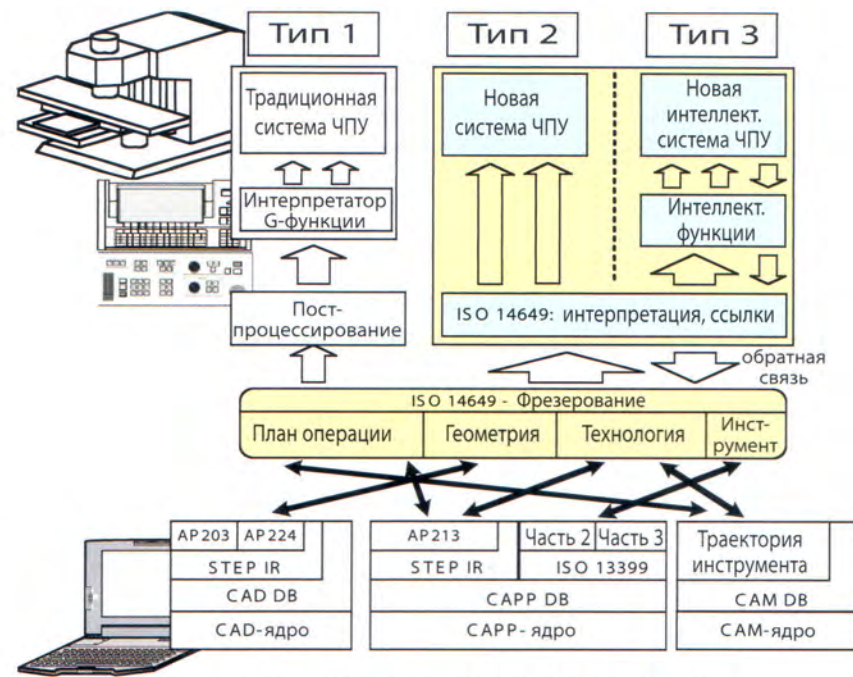 Тип 1
Тип 2
Тип 3
Традиционная
система ЧПУ
Новая
система ЧПУ
Новая
интеллект.
система ЧПУ
Интерпретатор
G-функции
Интеллект.
функции
Пост-
процессирование
ISO 14649: интерпретация, ссылки
обратная
связь
ISO 14649 - Фрезерование
План операции
Геометрия
Технология
Инст-
румент
AP203
AP224
STEP IR
CAD DB
CAD-ядро
AP213
Часть 2
Часть 3
STEP IR
ISO 13399
CAPP DB
CAPP- ядро
Траектория
инструмента
CAM DB
CAM-ядро